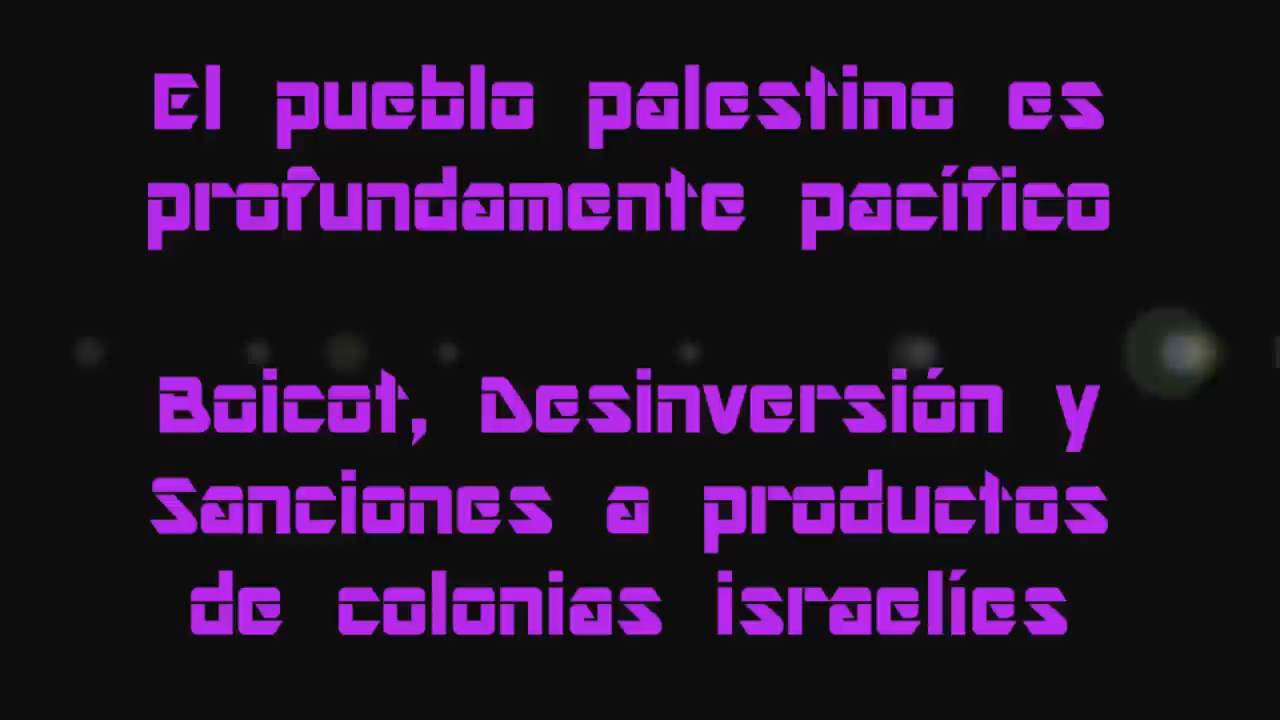 El pueblo palestino es
profundamente pacífico
Boicot, Desinversión y
Sanciones a productos
de colonias israelíes